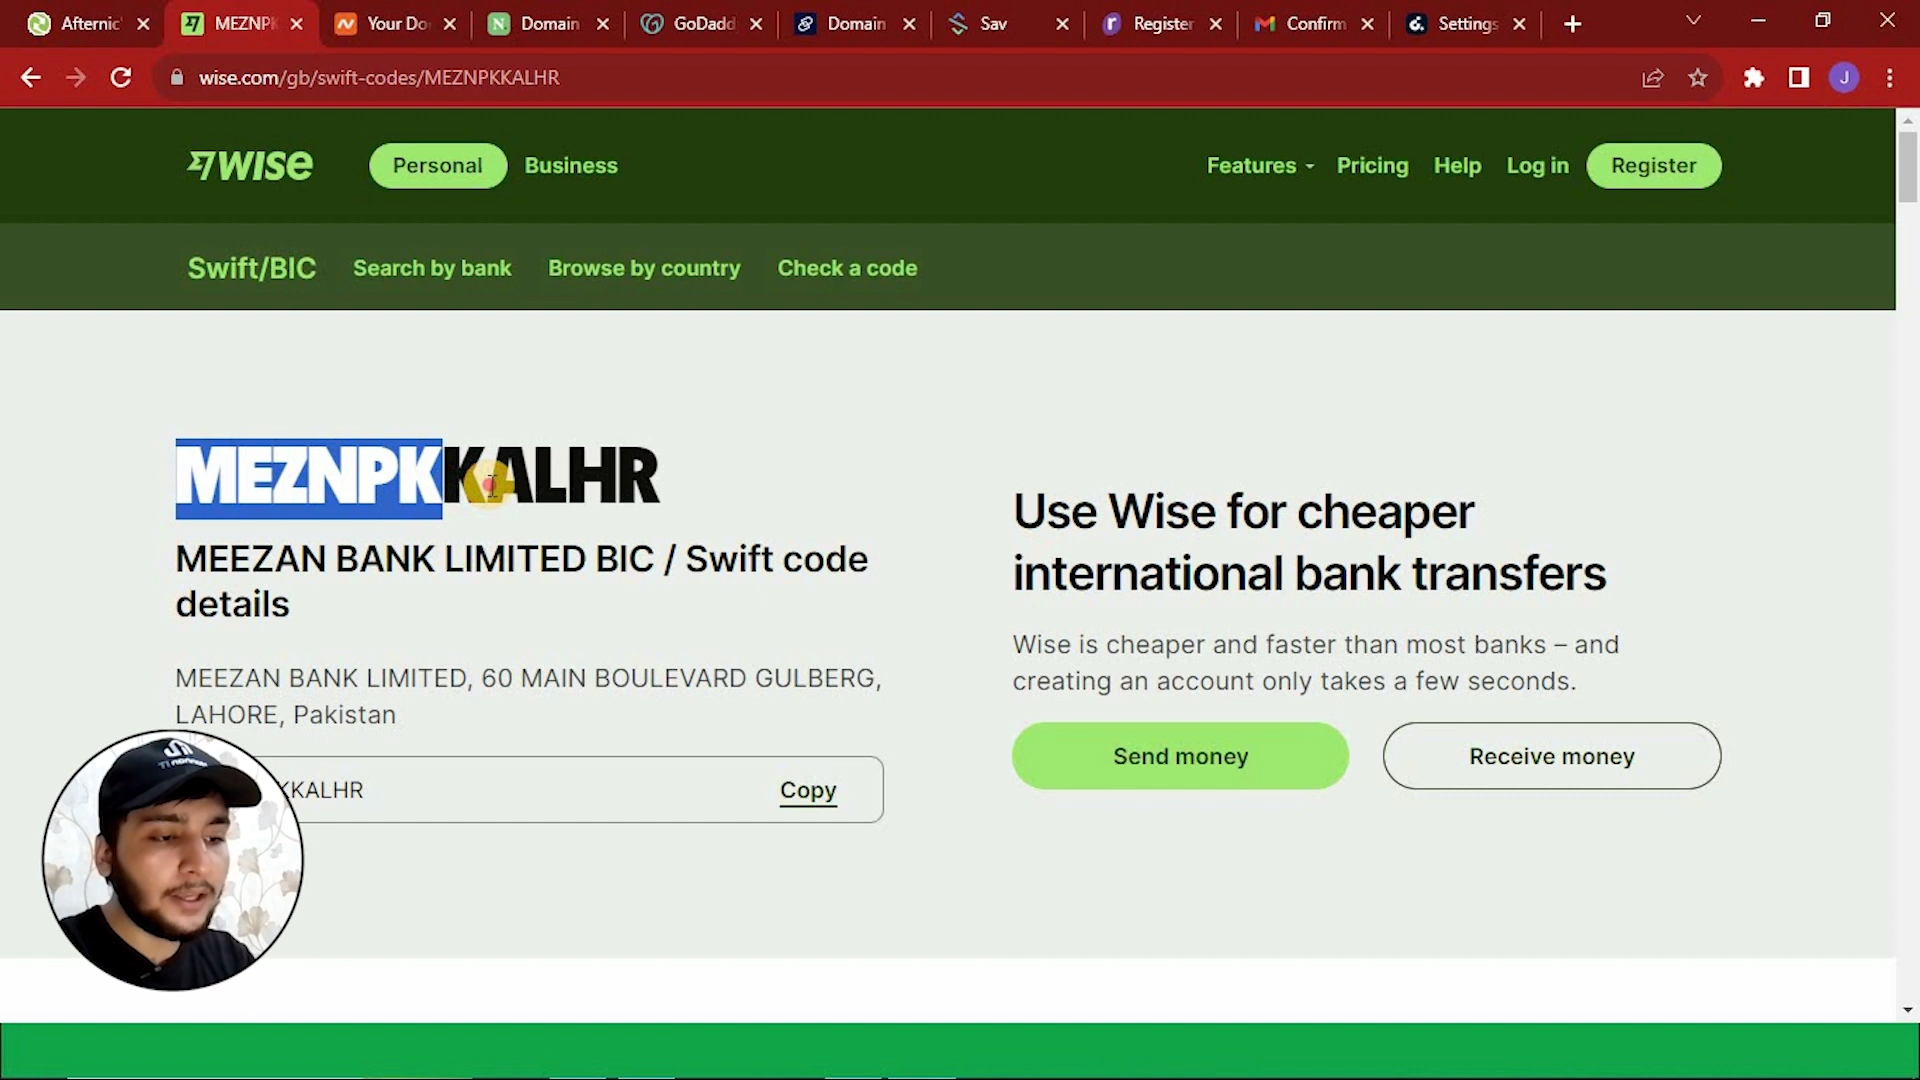 Afternic
MEZNPK
Your Do
Domain
GoDadd
Domain
Sav
Register
Confirm
Settings
wise.com/gb/swift-codes/MEZNPKKALHR
J
WISE
Personal
Business
Features
Pricing
Help
Log in
Register
Swift/BIC
Search by bank
Browse by country
Check a code
MEZNPKKALHR
MEEZAN BANK LIMITED BIC / Swift code
details
MEEZAN BANK LIMITED, 60 MAIN BOULEVARD GULBERG,
LAHORE, Pakistan
KKALHR
Copy
Use Wise for cheaper
international bank transfers
Wise is cheaper and faster than most banks – and
creating an account only takes a few seconds.
Send money
Receive money